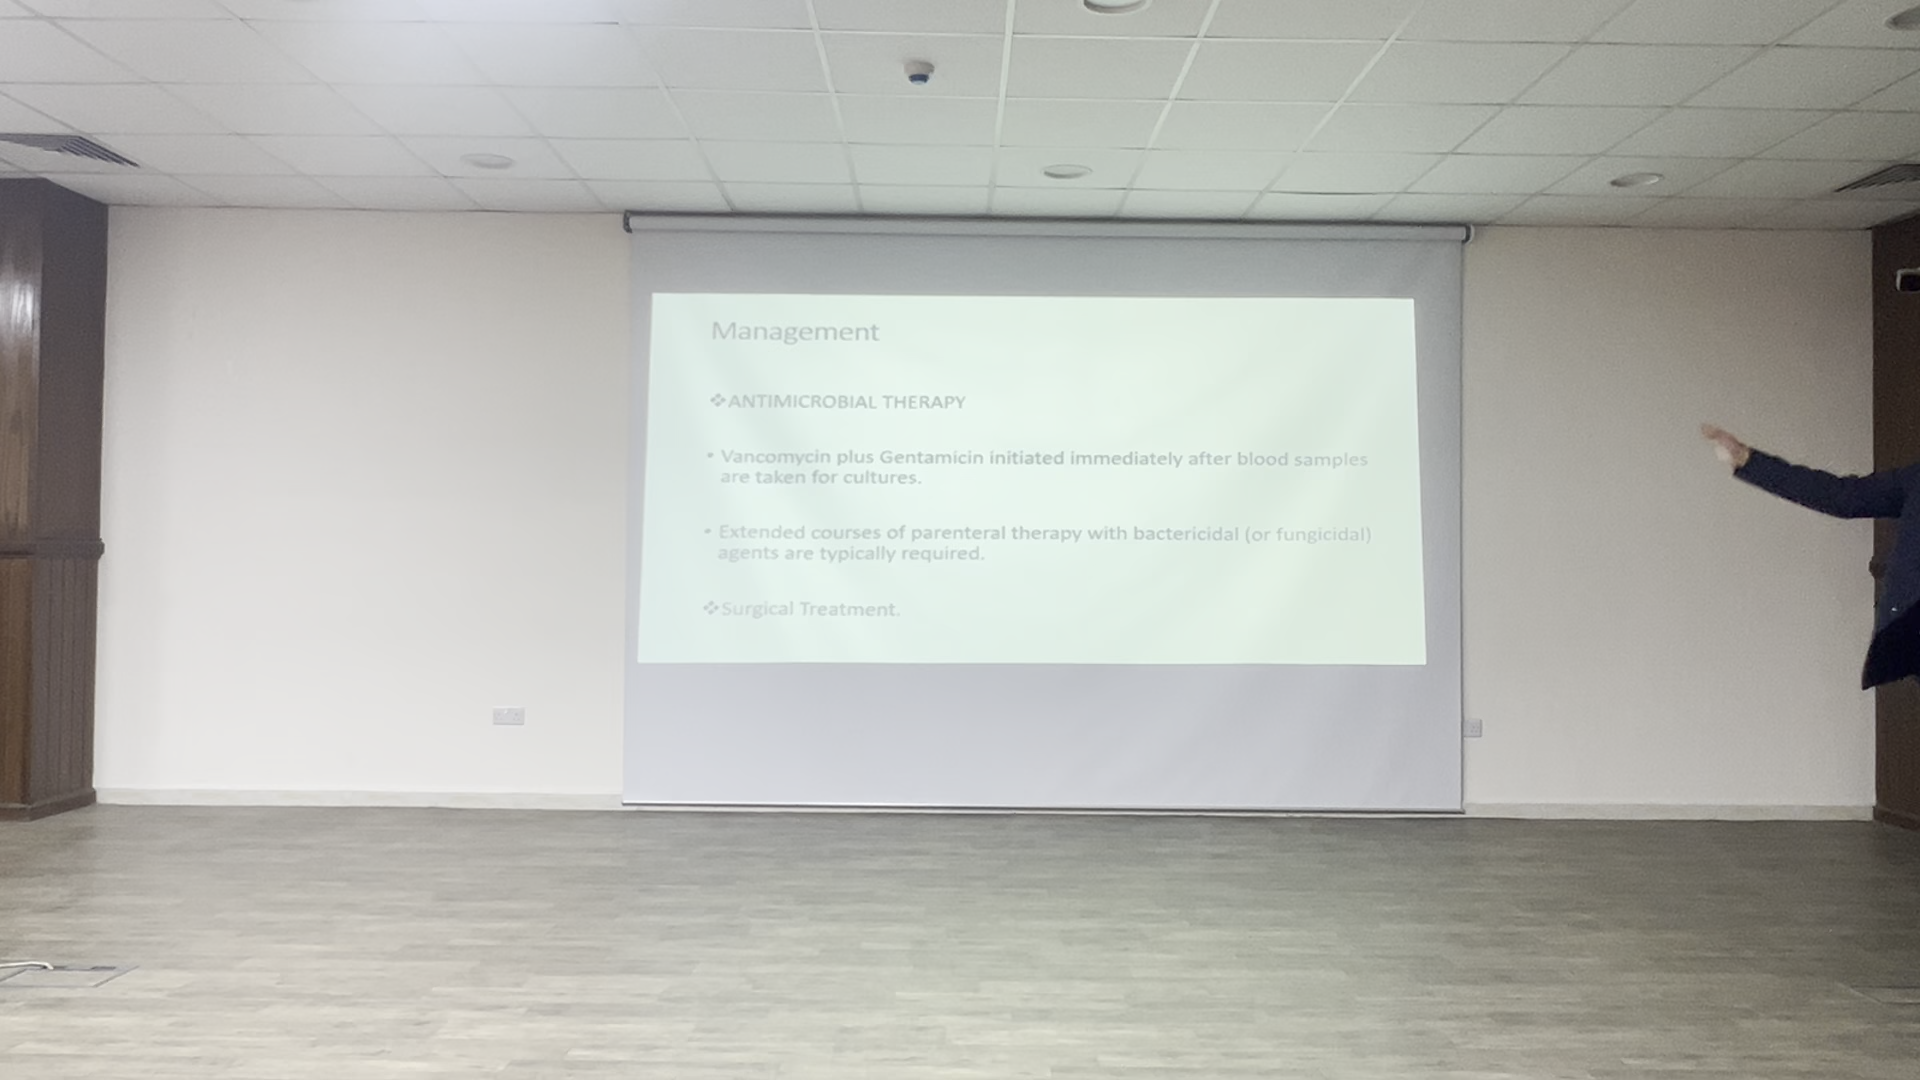 Management
❖ANTIMICROBIAL THERAPY
• Vancomycin plus Gentamicin initiated immediately after blood samples
are taken for cultures.
• Extended courses of parenteral therapy with bactericidal (or fungicidal)
agents are typically required.
❖Surgical Treatment.